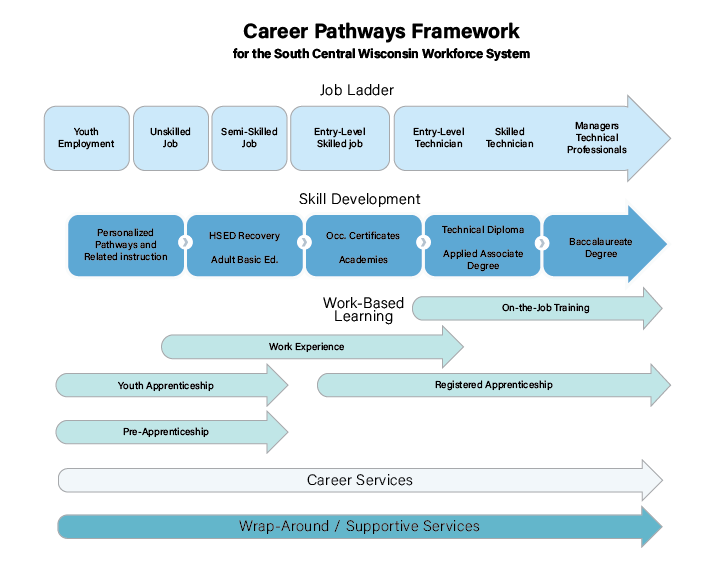 Career Pathways Framework
for the South Central Wisconsin Workforce System
Job Ladder
Youth
Employment
Unskilled
Job
Semi-Skilled
Job
Entry-Level
Skilled job
Entry-Level
Technician
Skilled
Technician
Managers
Technical
Professionals
Skill Development
Personalized
Pathways and
Related instruction
HSED Recovery
Adult Basic Ed.
Occ. Certificates
Academies
Technical Diploma
Applied Associate
Degree
Baccalaureate
Degree
Work-Based
Learning
On-the-Job Training
Work Experience
Youth Apprenticeship
Registered Apprenticeship
Pre-Apprenticeship
Career Services
Wrap-Around / Supportive Services